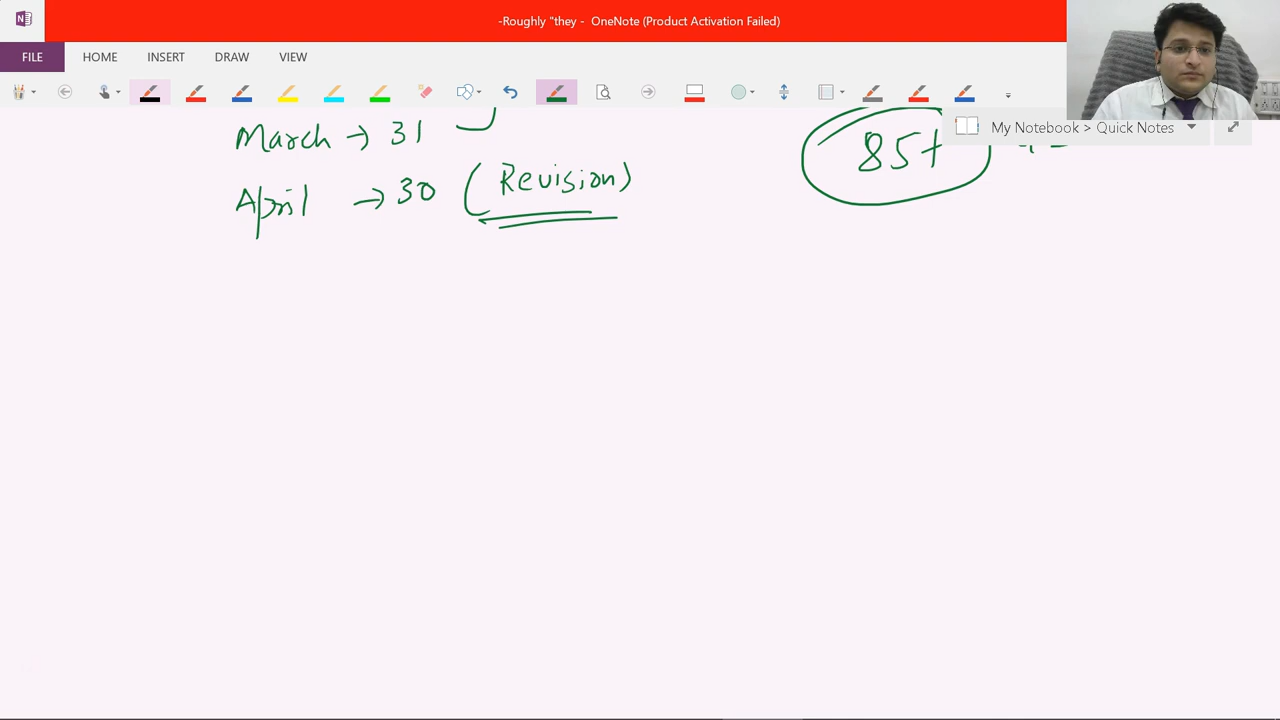 -Roughly "they - OneNote (Product Activation Failed)
FILE HOME INSERT DRAW VIEW
My Notebook > Quick Notes
March → 31
85+
April → 30 (Revision)